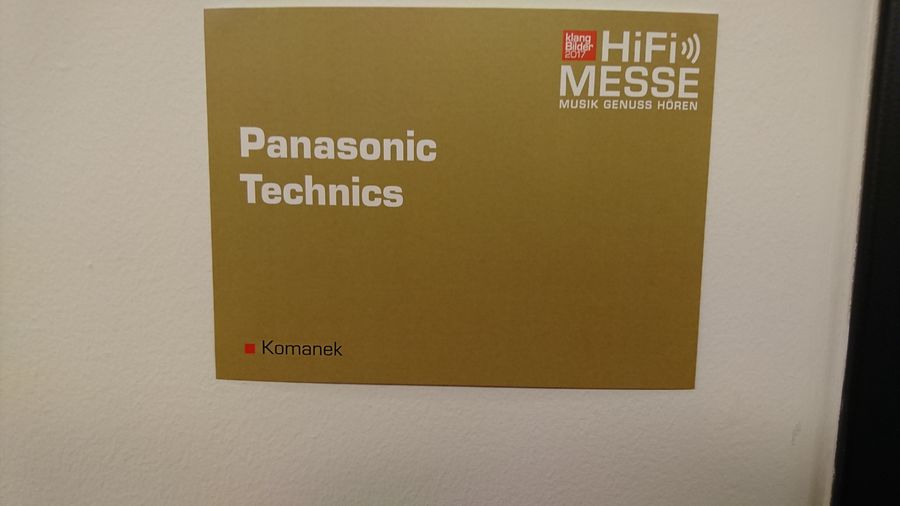 klang
Bilder
2017
HiFi
MESSE
MUSIK GENUSS HÖREN
Panasonic
Technics
Komanek